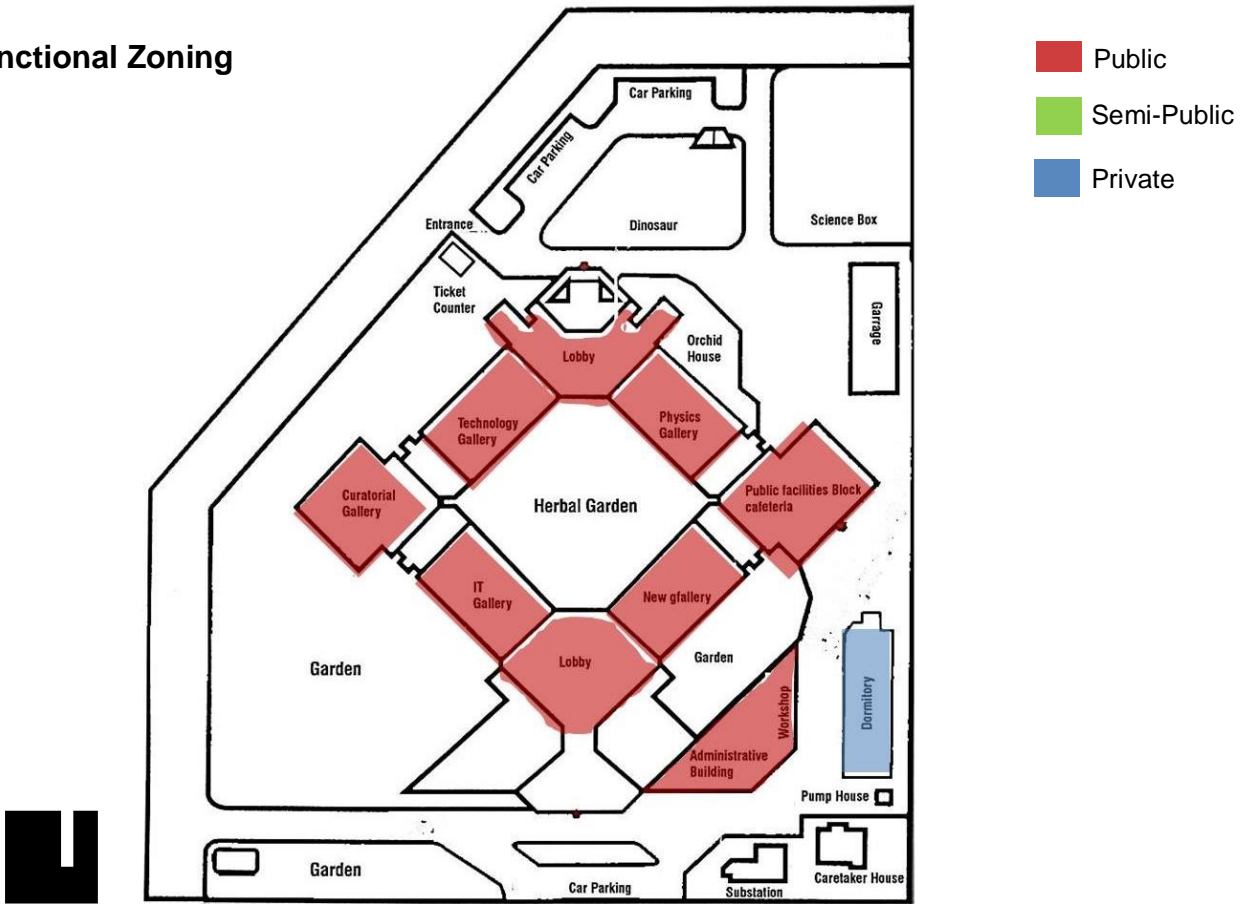 nctional Zoning
Public
Semi-Public
Private
Car Parking
Car Parking
Entrance
Dinosaur
Science Box
Ticket
Counter
Garrage
Orchid
House
Lobby
Technology
Gallery
Physics
Gallery
Curatorial
Gallery
Herbal Garden
Public facilities Block
cafeteria
IT
Gallery
New gfallery
Garden
Lobby
Garden
Workshop
Dormitory
Administrative
Building
Pump House
Garden
Car Parking
Substation
Caretaker House